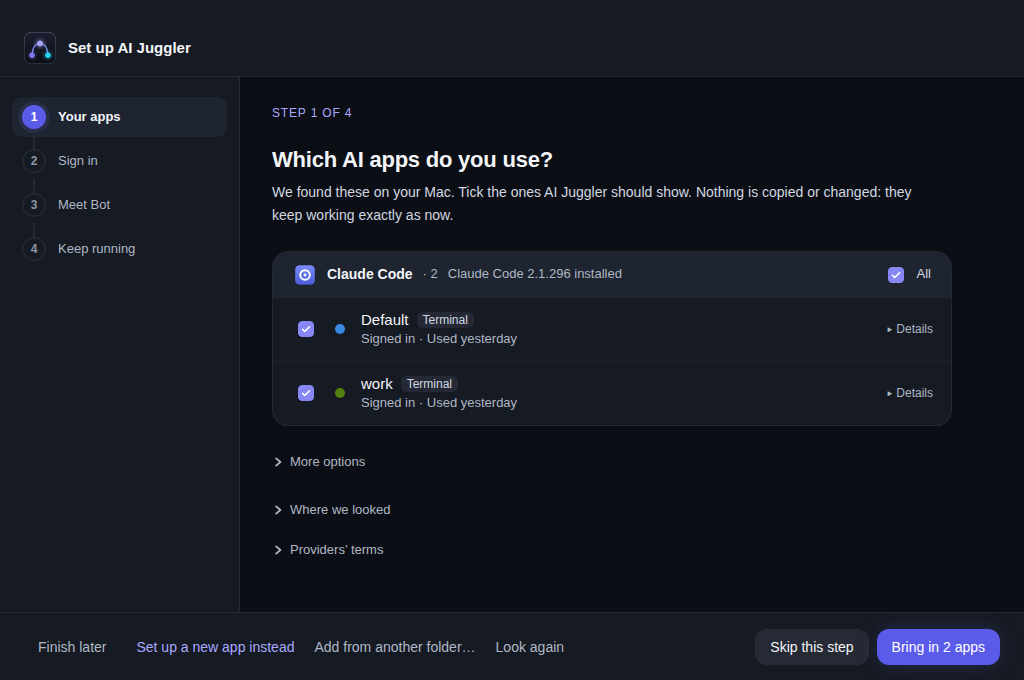 Set up AI Juggler
1 Your apps
2 Sign in
3 Meet Bot
4 Keep running
STEP 1 OF 4
Which AI apps do you use?
We found these on your Mac. Tick the ones AI Juggler should show. Nothing is copied or changed: they
keep working exactly as now.
Claude Code · 2 Claude Code 2.1.296 installed All
Default Terminal
Signed in · Used yesterday
Details
work Terminal
Signed in · Used yesterday
Details
More options
Where we looked
Providers’ terms
Finish later Set up a new app instead Add from another folder… Look again Skip this step Bring in 2 apps